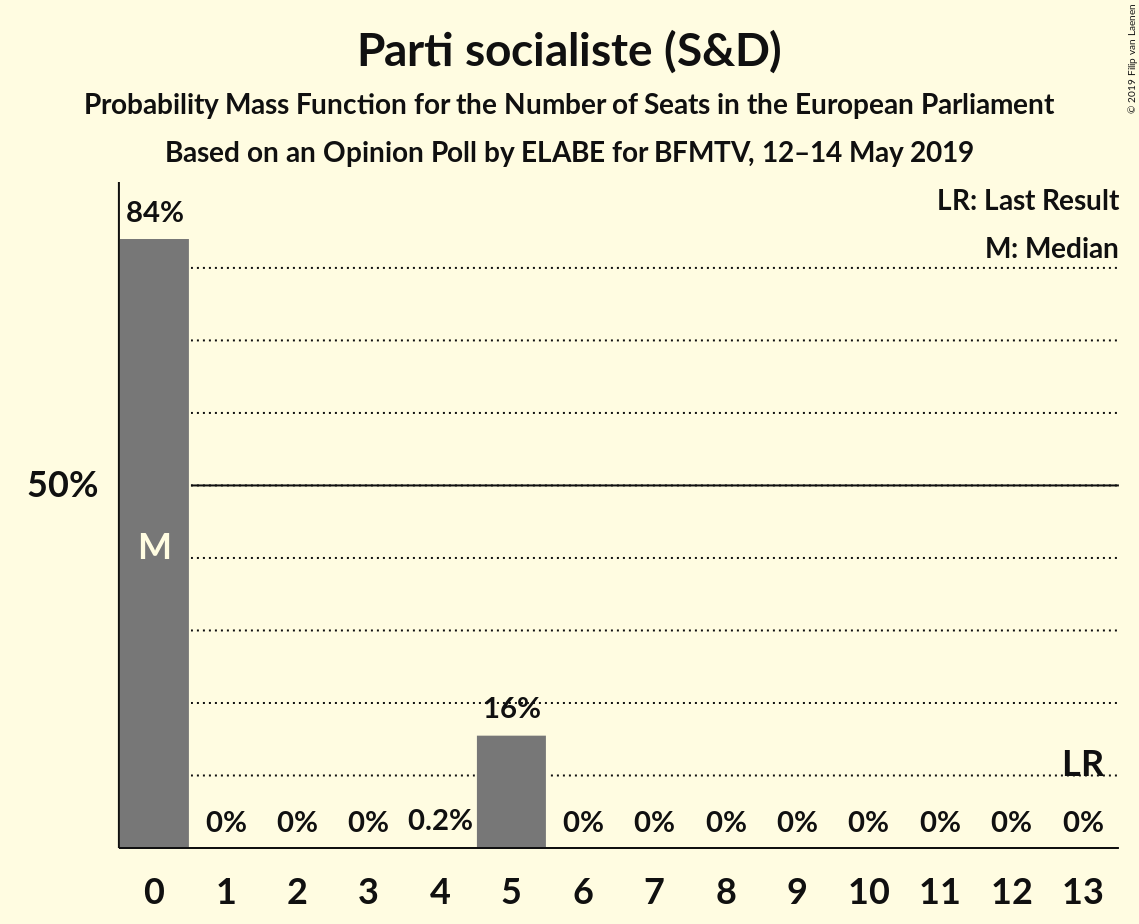 Parti socialiste (S&D)
Probability Mass Function for the Number of Seats in the European Parliament
Based on an Opinion Poll by ELABE for BFMTV, 12–14 May 2019
© 2019 Filip van Laenen
LR: Last Result
M: Median
84%
50%
M
16%
LR
0% 0% 0% 0.2% 0% 0% 0% 0% 0% 0% 0% 0%
0 1 2 3 4 5 6 7 8 9 10 11 12 13